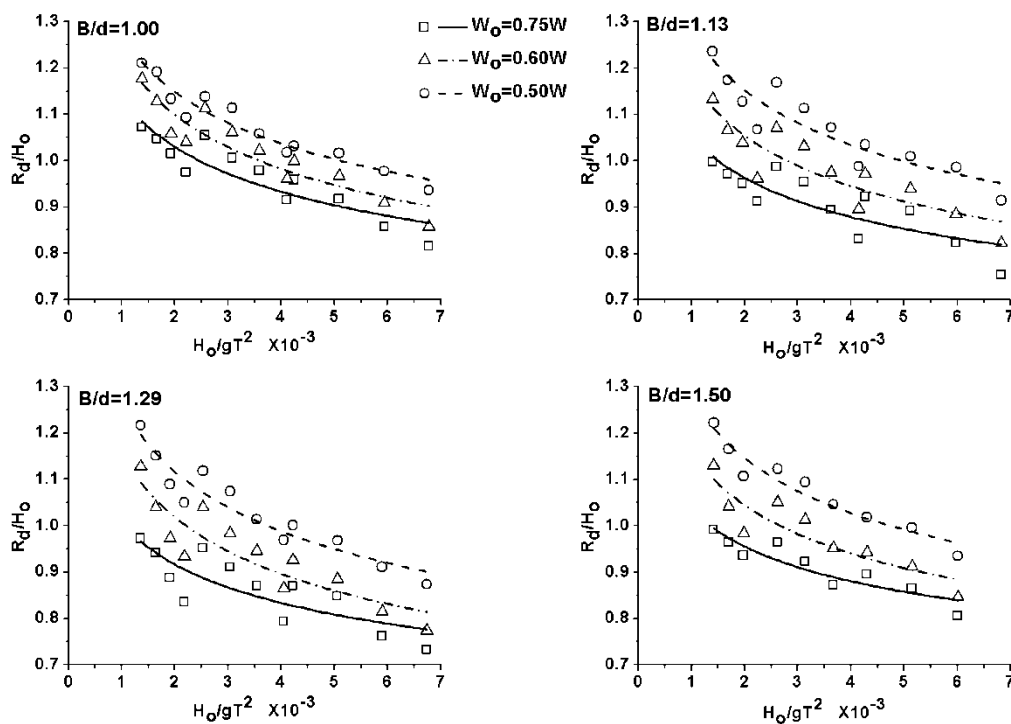 B/d=1.00
1.3
1.2
1.1
1.0
0.9
0.8
0.7
Rd/Ho
0 1 2 3 4 5 6 7
Ho/gT² X10⁻³
Wo=0.75W
Wo=0.60W
Wo=0.50W
B/d=1.13
1.3
1.2
1.1
1.0
0.9
0.8
0.7
Rd/Ho
0 1 2 3 4 5 6 7
Ho/gT² X10⁻³
B/d=1.29
1.3
1.2
1.1
1.0
0.9
0.8
0.7
Rd/Ho
0 1 2 3 4 5 6 7
Ho/gT² X10⁻³
B/d=1.50
1.3
1.2
1.1
1.0
0.9
0.8
0.7
Rd/Ho
0 1 2 3 4 5 6 7
Ho/gT² X10⁻³